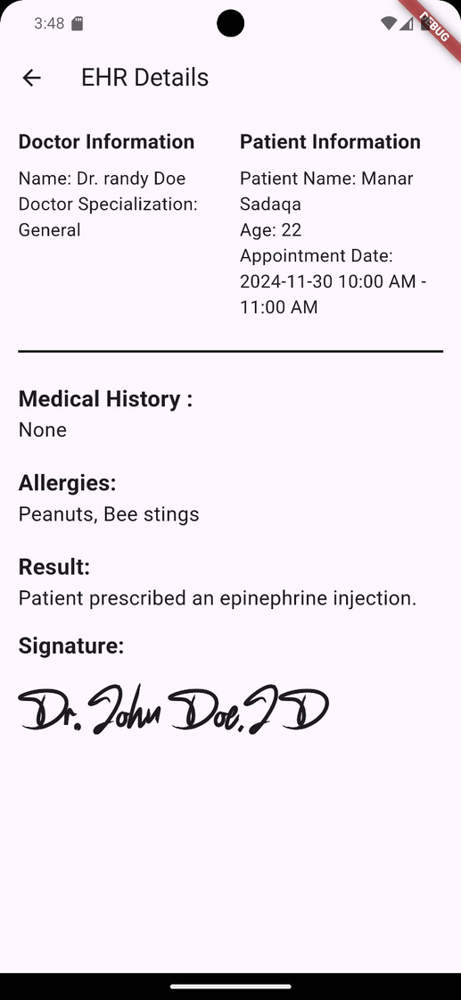 3:48
DEBUG
EHR Details
Doctor Information
Name: Dr. randy Doe
Doctor Specialization:
General
Patient Information
Patient Name: Manar
Sadaqa
Age: 22
Appointment Date:
2024-11-30 10:00 AM -
11:00 AM
Medical History :
None
Allergies:
Peanuts, Bee stings
Result:
Patient prescribed an epinephrine injection.
Signature:
Dr. John Doe. JD